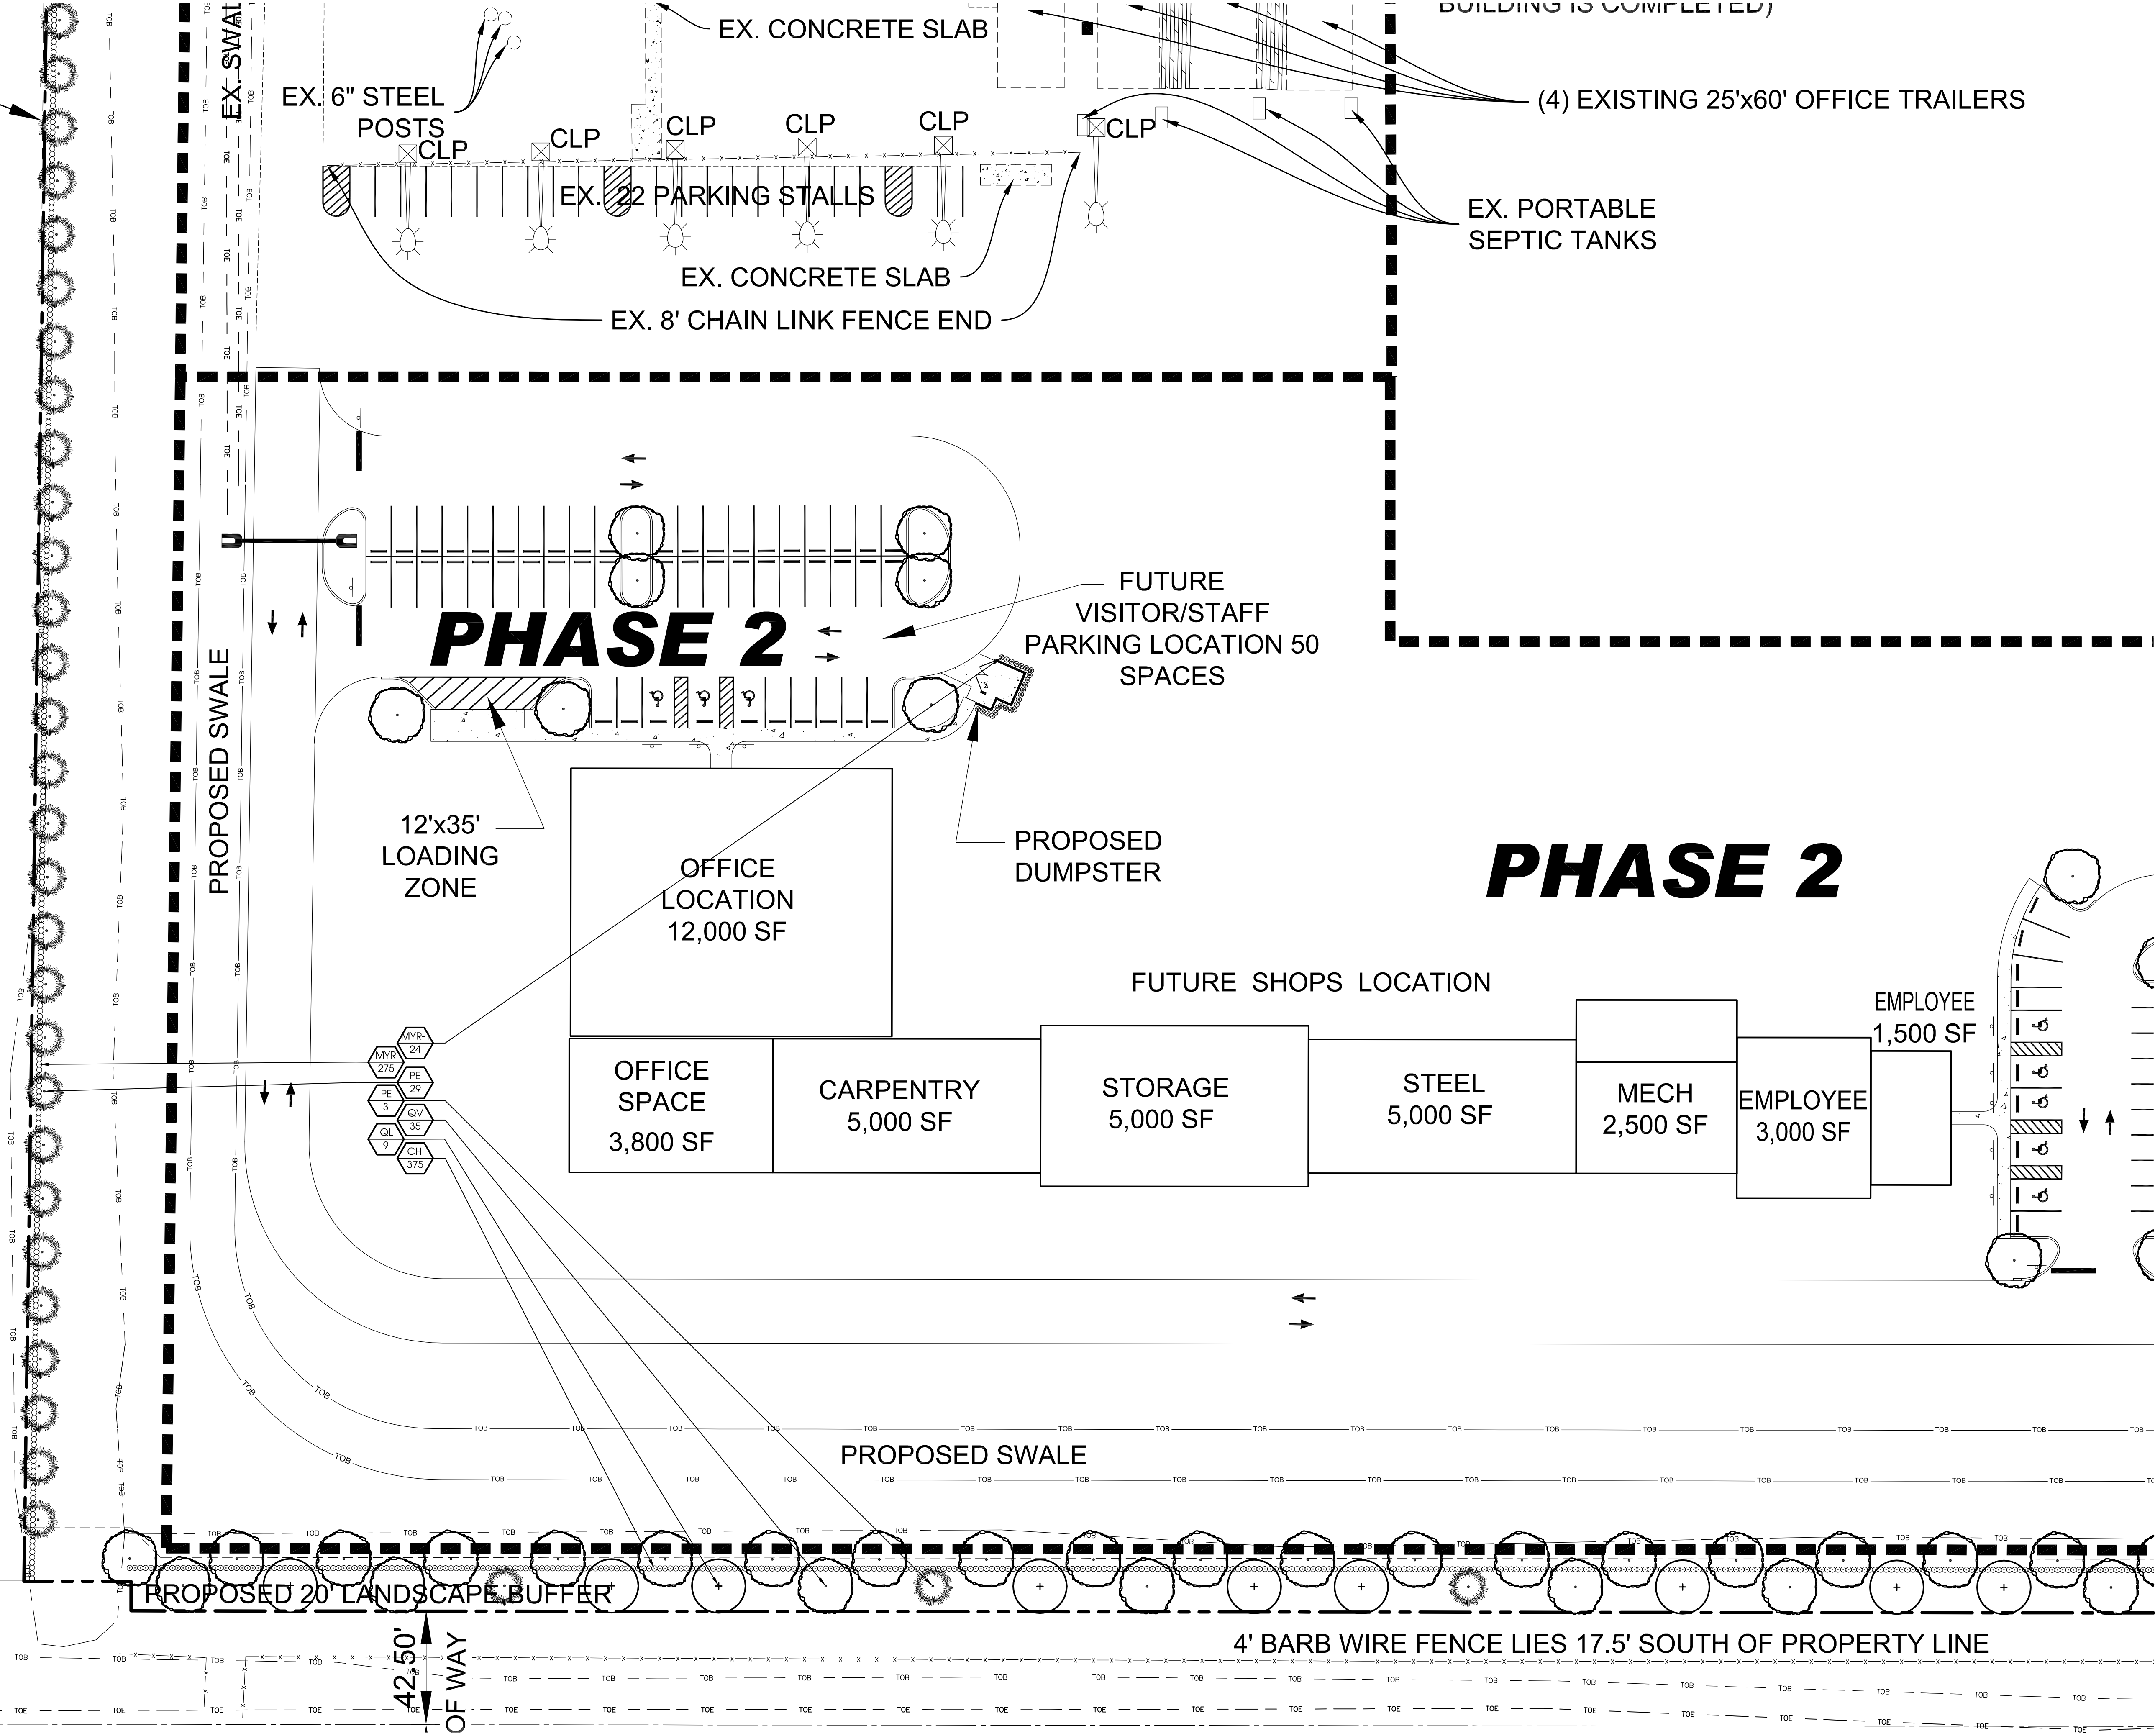 BUILDING IS COMPLETED)
EX. SWAL
EX. CONCRETE SLAB
EX. 6" STEEL
POSTS
(4) EXISTING 25'x60' OFFICE TRAILERS
CLP
CLP
CLP
CLP
CLP
CLP
EX. 22 PARKING STALLS
EX. PORTABLE
SEPTIC TANKS
EX. CONCRETE SLAB
EX. 8' CHAIN LINK FENCE END
PHASE 2
FUTURE
VISITOR/STAFF
PARKING LOCATION 50
SPACES
PROPOSED SWALE
12'x35'
LOADING
ZONE
PROPOSED
DUMPSTER
OFFICE
LOCATION
12,000 SF
PHASE 2
FUTURE SHOPS LOCATION
EMPLOYEE
1,500 SF
MYR-1
24
MYR
275
PE
29
PE
3
QV
35
QL
9
CHI
375
OFFICE
SPACE
3,800 SF
CARPENTRY
5,000 SF
STORAGE
5,000 SF
STEEL
5,000 SF
MECH
2,500 SF
EMPLOYEE
3,000 SF
TOB
TOE
PROPOSED SWALE
PROPOSED 20' LANDSCAPE BUFFER
42.50'
OF WAY
4' BARB WIRE FENCE LIES 17.5' SOUTH OF PROPERTY LINE